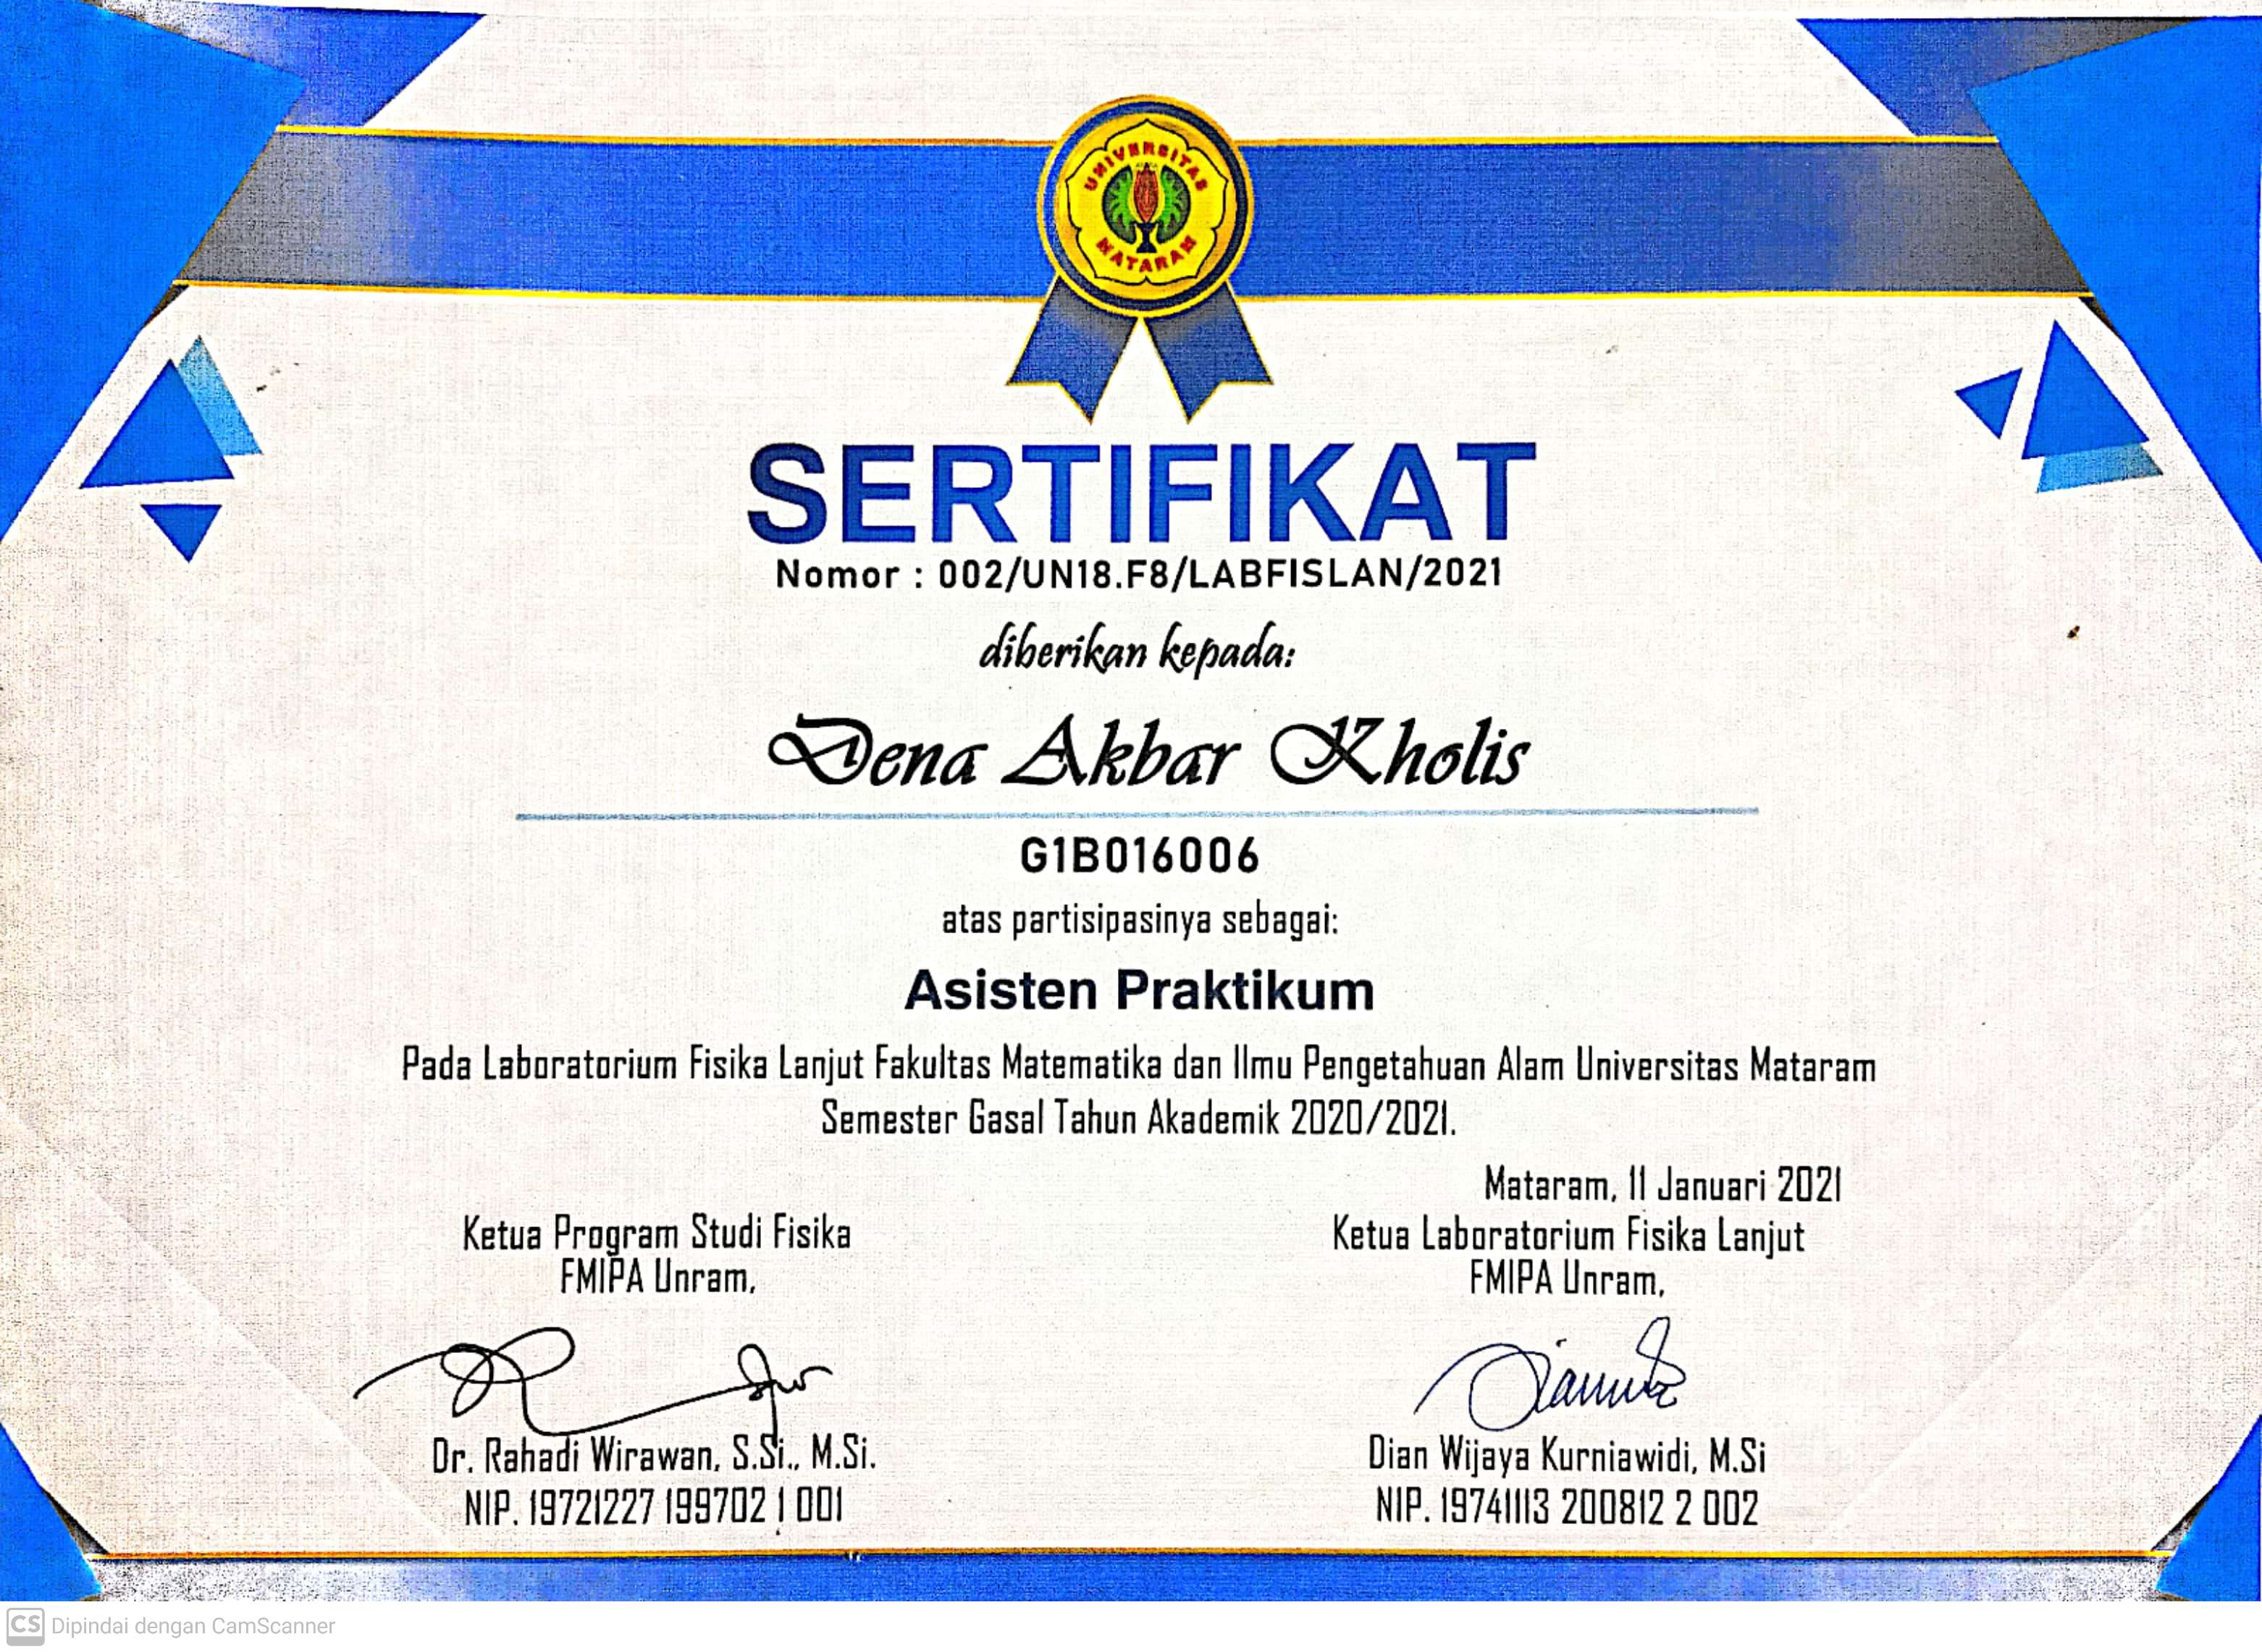 UNIVERSITAS
MATARAM
SERTIFIKAT
Nomor : 002/UN18.F8/LABFISLAN/2021
diberikan kepada:
Dena Akbar Kholis
G1B016006
atas partisipasinya sebagai:
Asisten Praktikum
Pada Laboratorium Fisika Lanjut Fakultas Matematika dan Ilmu Pengetahuan Alam Universitas Mataram
Semester Gasal Tahun Akademik 2020/2021.
Mataram, 11 Januari 2021
Ketua Program Studi Fisika
FMIPA Unram,
Ketua Laboratorium Fisika Lanjut
FMIPA Unram,
Dr. Rahadi Wirawan, S.Si., M.Si.
NIP. 19721227 199702 1 001
Dian Wijaya Kurniawidi, M.Si
NIP. 19741113 200812 2 002
CS Dipindai dengan CamScanner